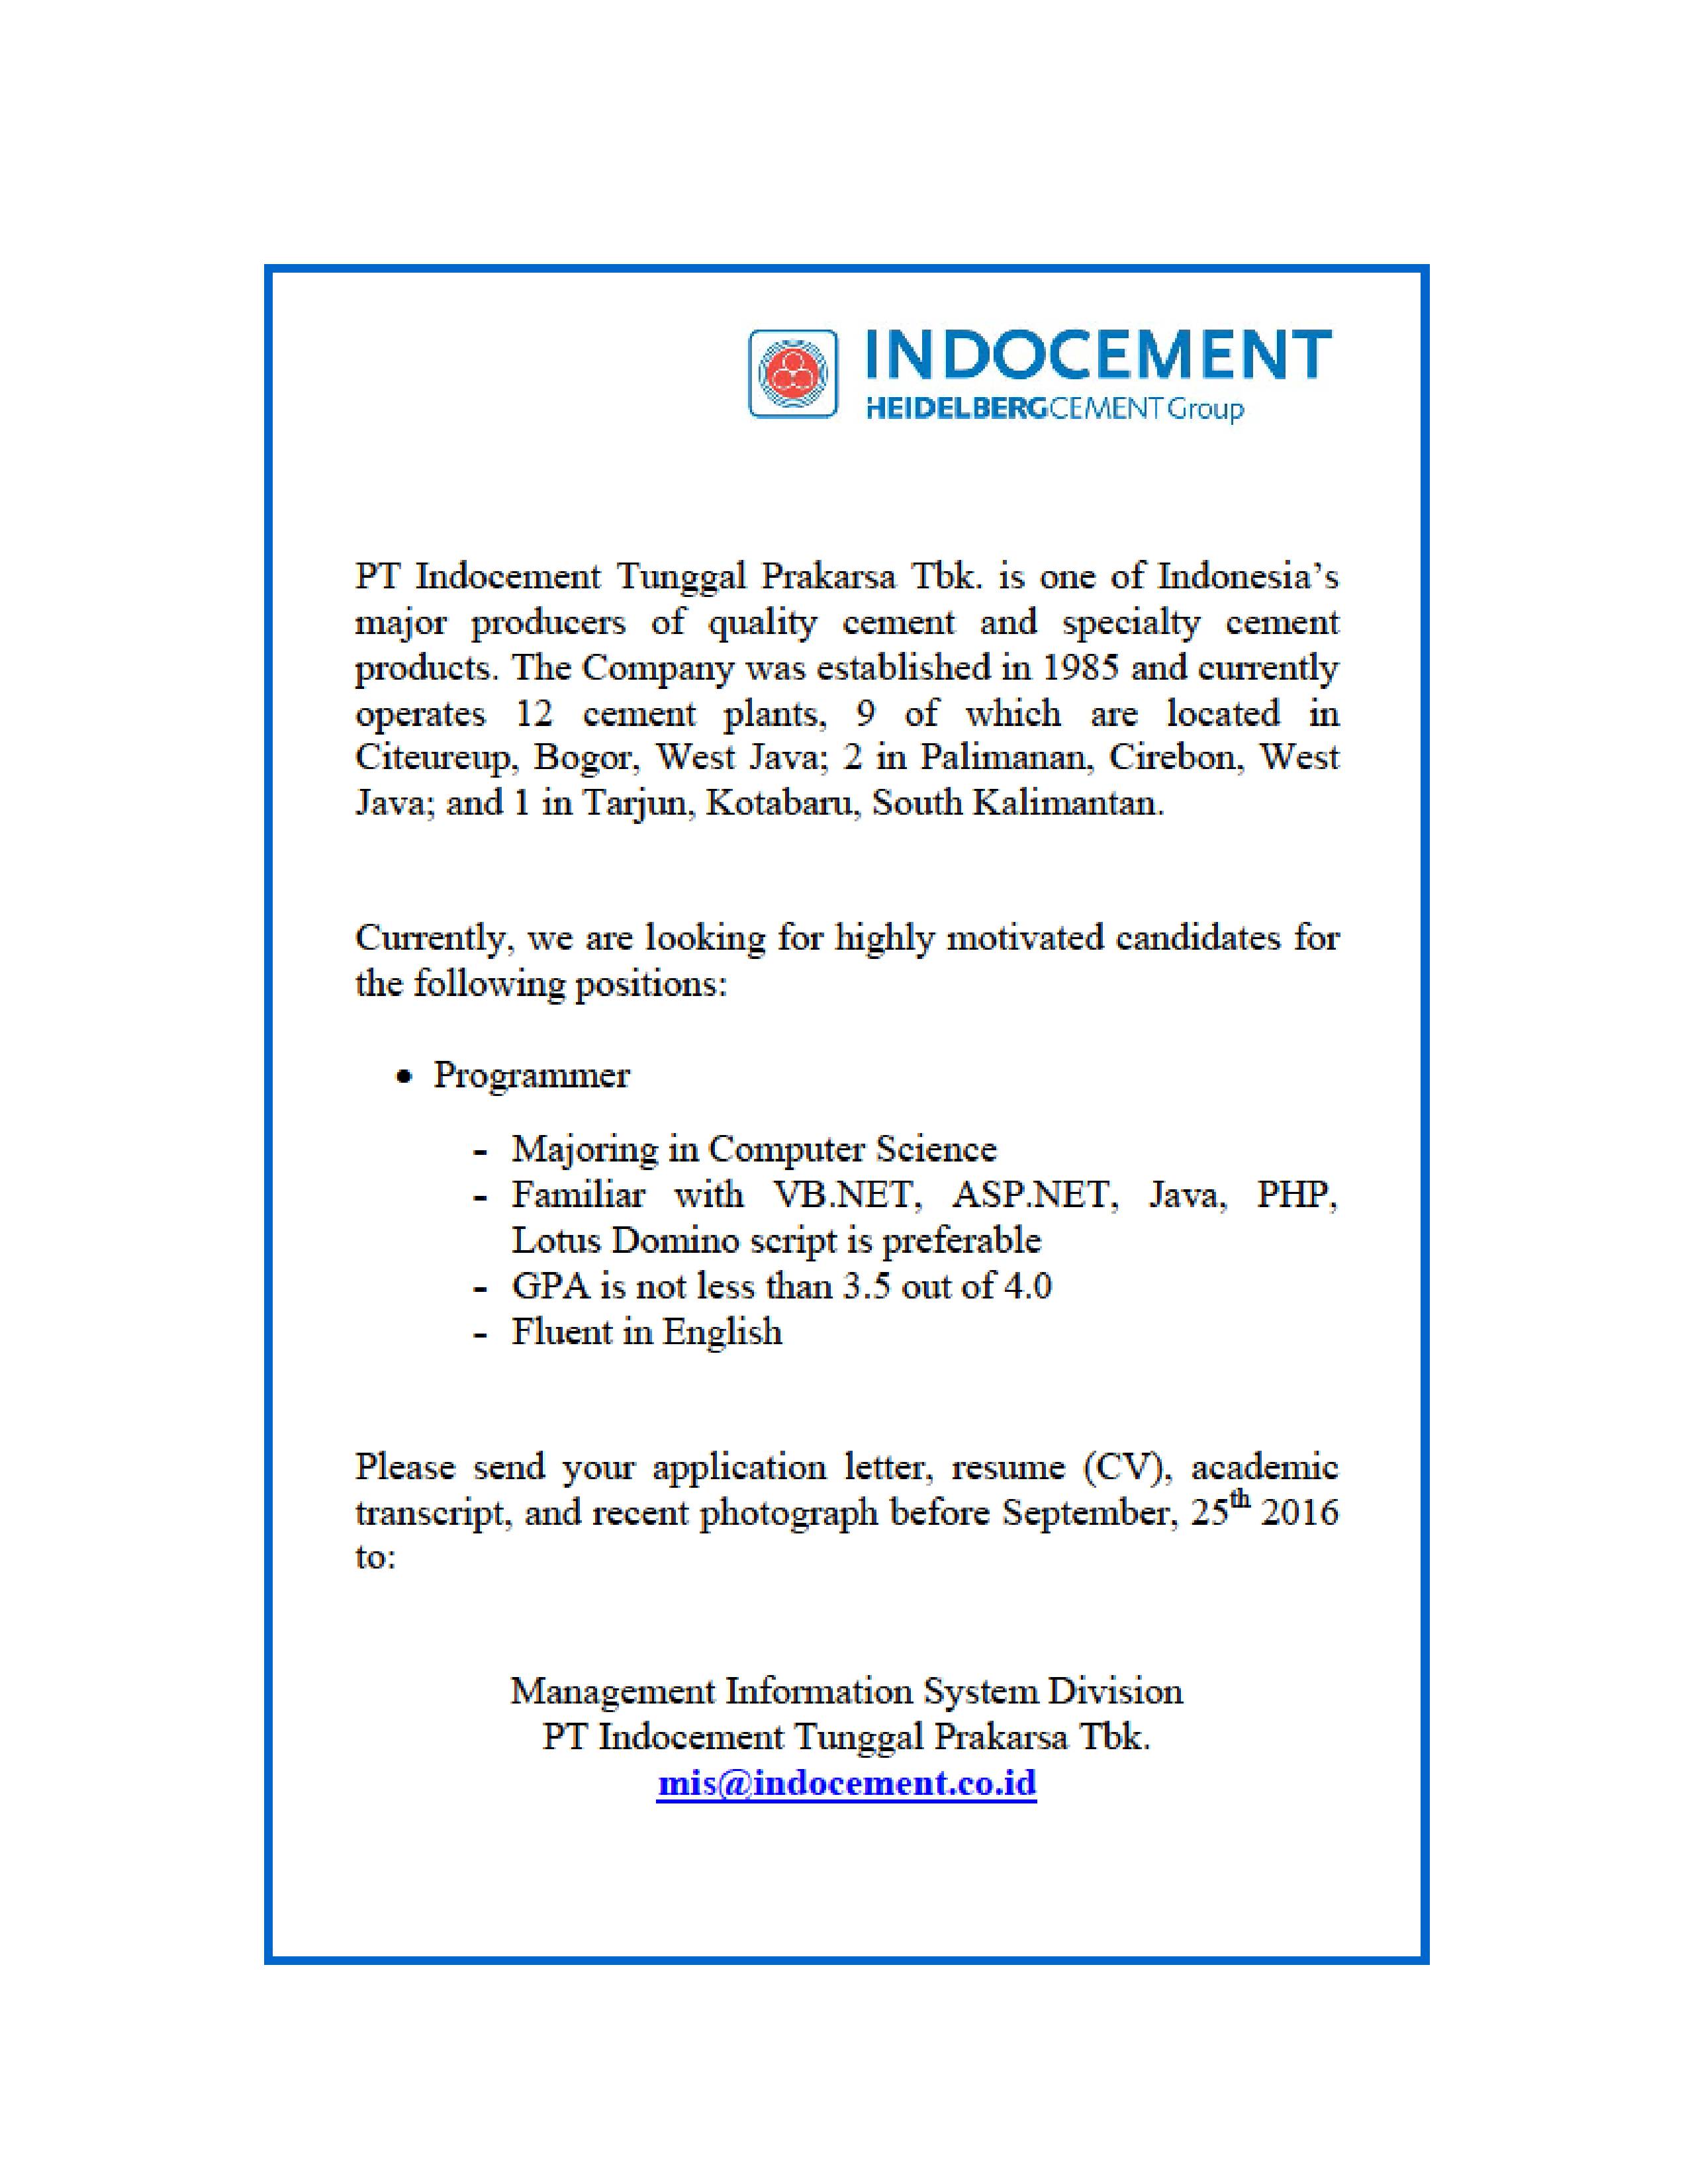 INDOCEMENT
HEIDELBERGCEMENT Group
PT Indocement Tunggal Prakarsa Tbk. is one of Indonesia's
major producers of quality cement and specialty cement
products. The Company was established in 1985 and currently
operates 12 cement plants, 9 of which are located in
Citeureup, Bogor, West Java; 2 in Palimanan, Cirebon, West
Java; and 1 in Tarjun, Kotabaru, South Kalimantan.
Currently, we are looking for highly motivated candidates for
the following positions:
• Programmer
- Majoring in Computer Science
- Familiar with VB.NET, ASP.NET, Java, PHP,
Lotus Domino script is preferable
- GPA is not less than 3.5 out of 4.0
- Fluent in English
Please send your application letter, resume (CV), academic
transcript, and recent photograph before September, 25th 2016
to:
Management Information System Division
PT Indocement Tunggal Prakarsa Tbk.
mis@indocement.co.id